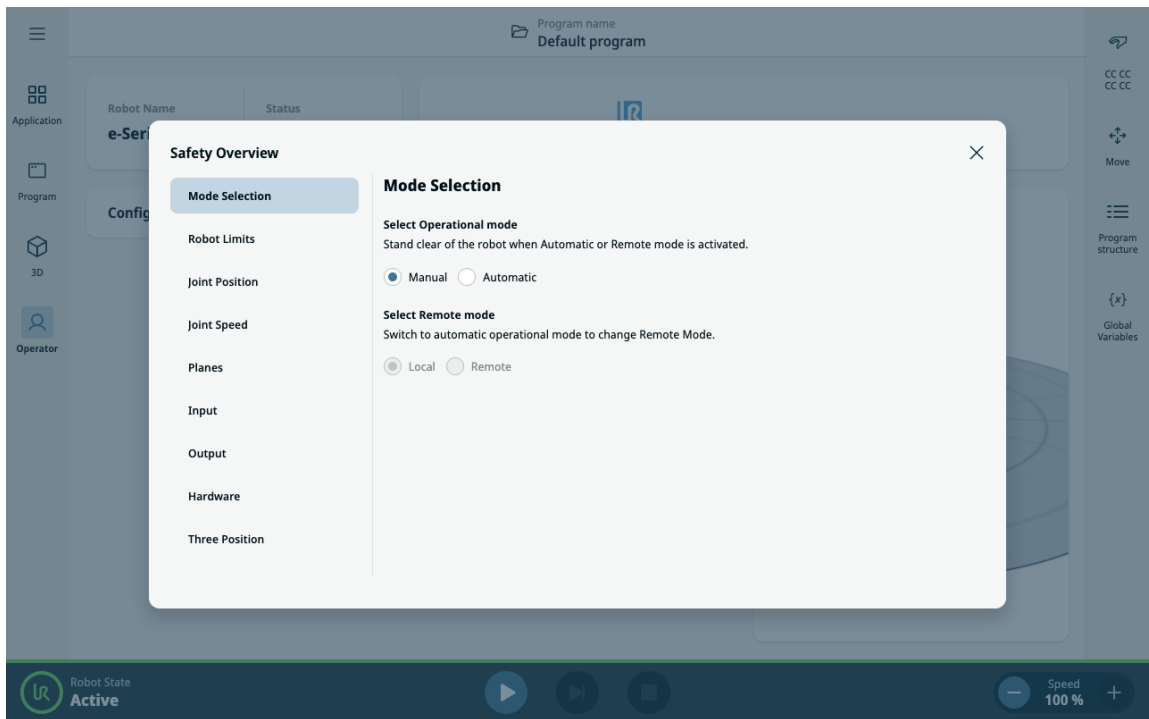 Program name
Default program
Application
Program
3D
Operator
Robot Name
Status
e-Seri
Config
Safety Overview
Mode Selection
Robot Limits
Joint Position
Joint Speed
Planes
Input
Output
Hardware
Three Position
Mode Selection
Select Operational mode
Stand clear of the robot when Automatic or Remote mode is activated.
Manual Automatic
Select Remote mode
Switch to automatic operational mode to change Remote Mode.
Local Remote
CC CC
CC CC
Move
Program
structure
{x}
Global
Variables
Robot State
Active
Speed
100 %